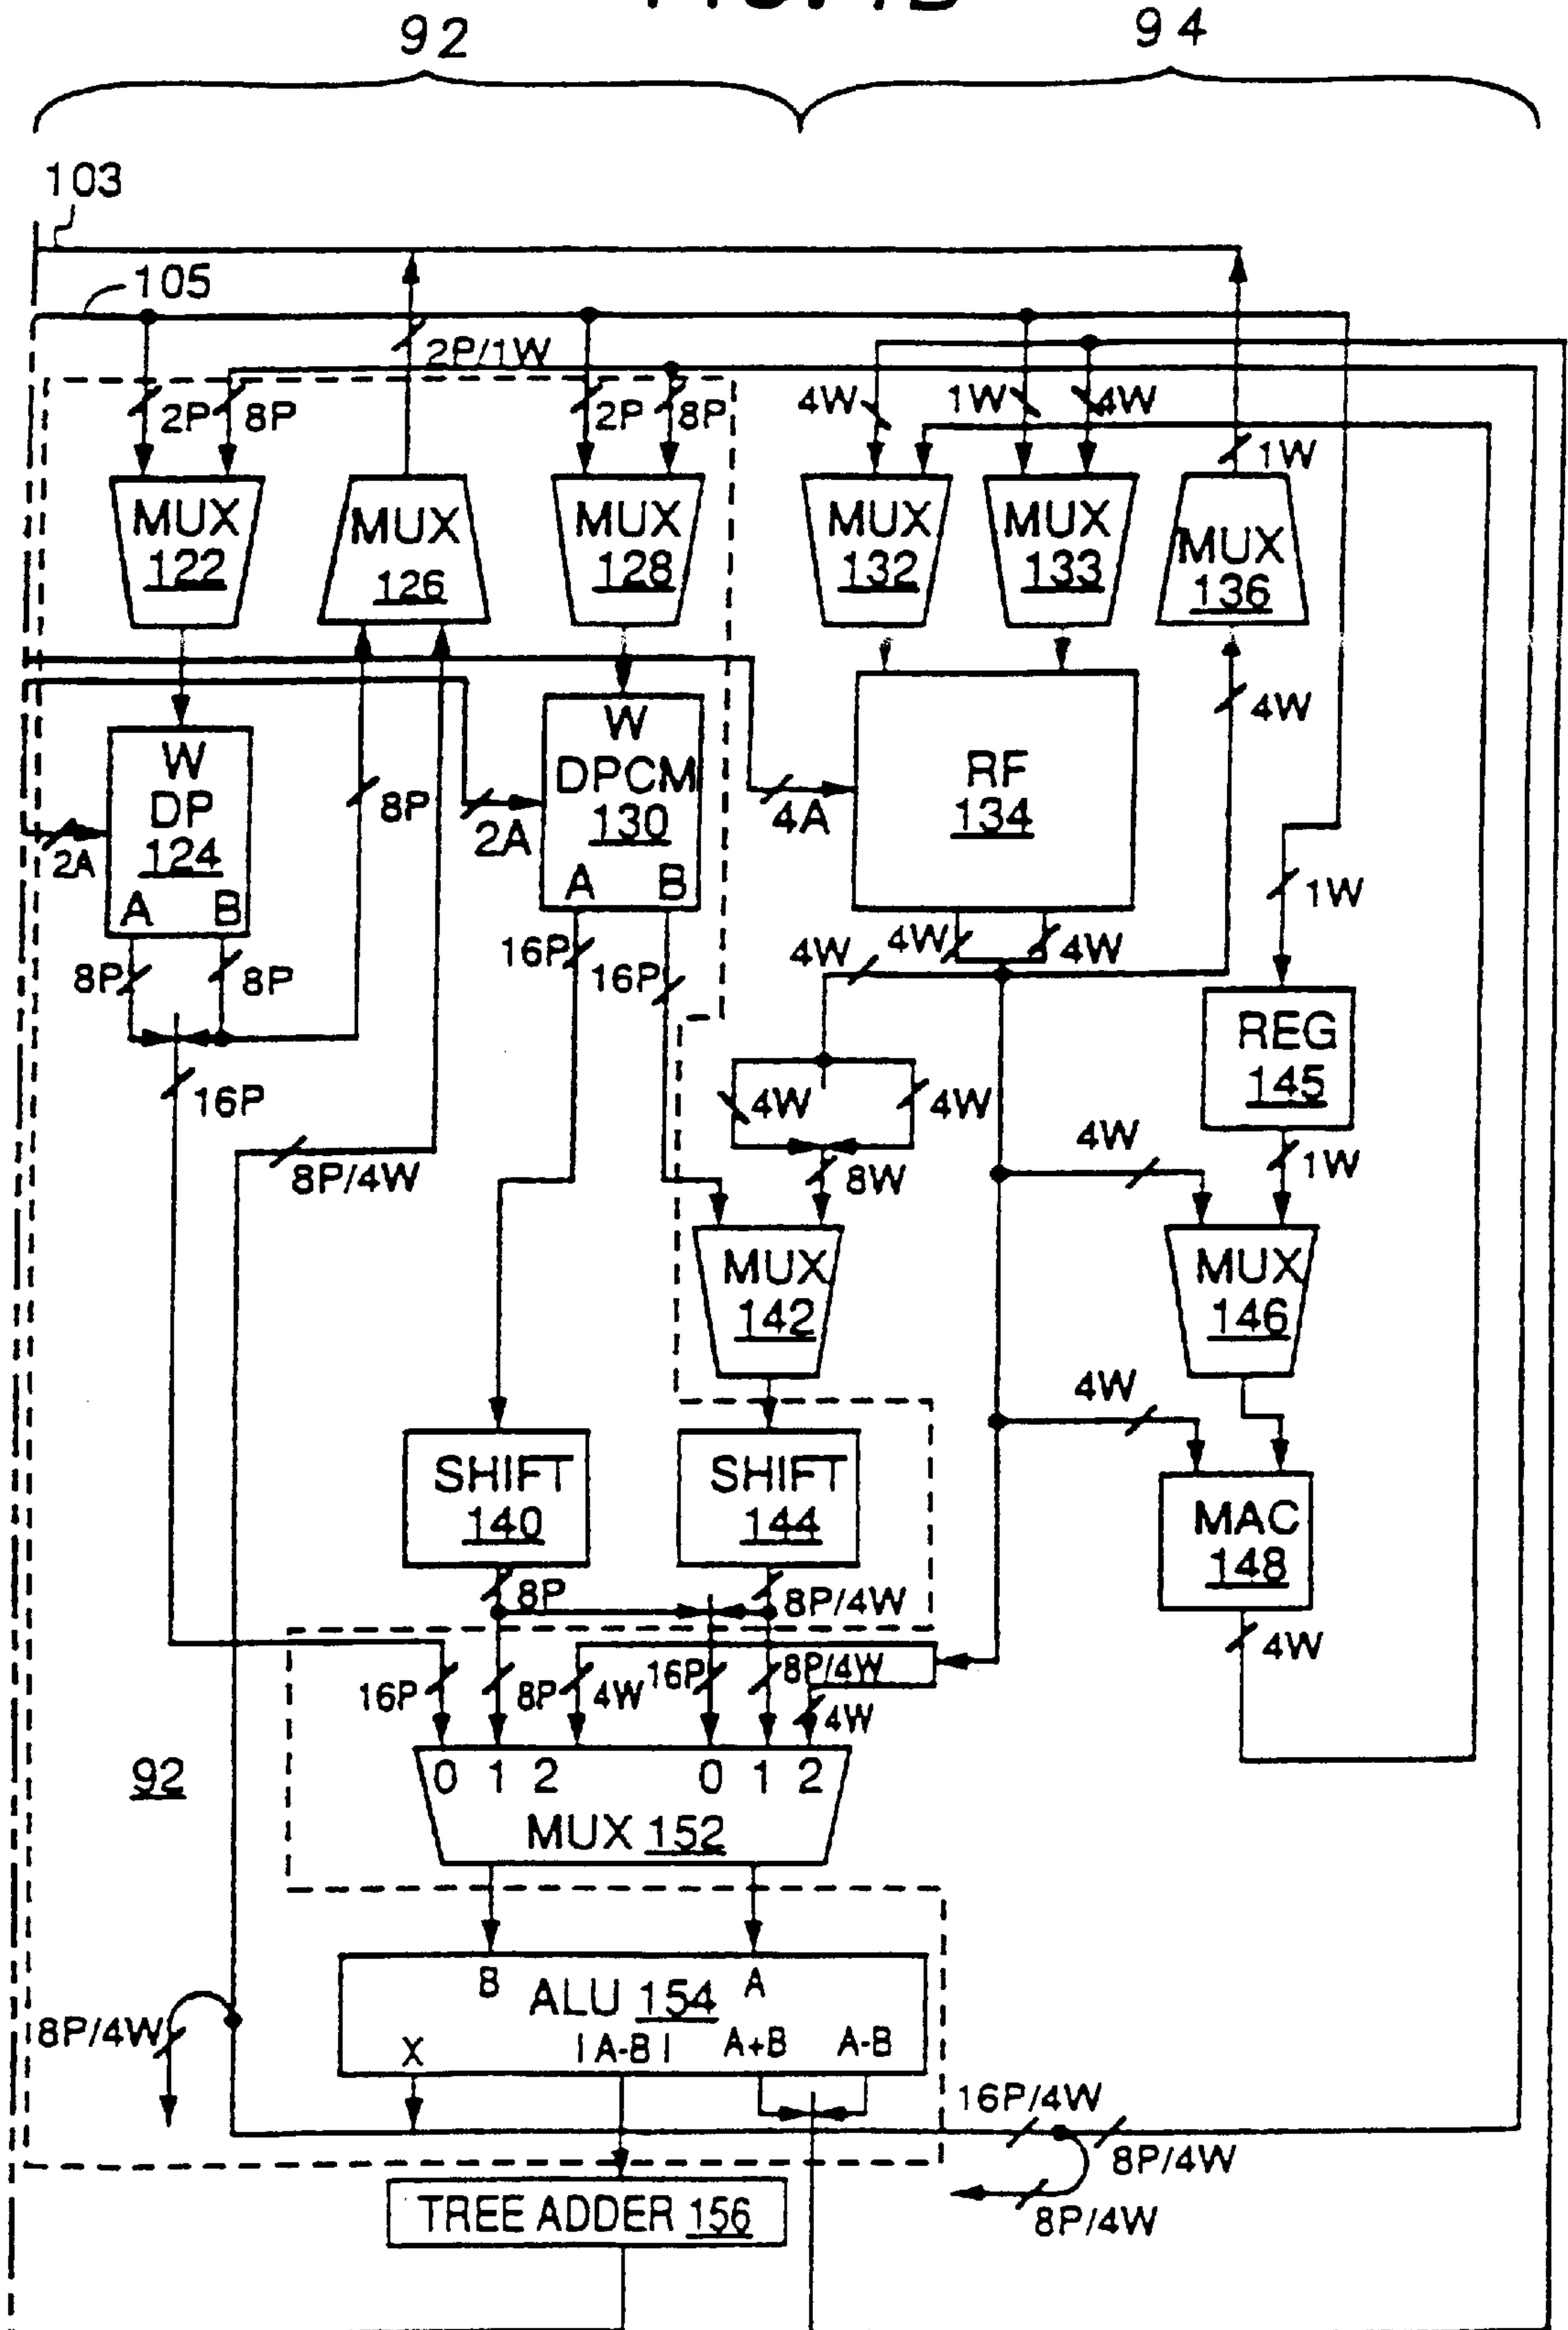 92
94
103
105
2P/1W
2P
8P
2P
8P
4W
1W
4W
1W
MUX
122
MUX
126
MUX
128
MUX
132
MUX
133
MUX
136
4W
W
DP
124
A B
2A
8P
W
DPCM
130
A B
2A
4A
RF
134
1W
8P
8P
16P
16P
4W
4W
4W
REG
145
16P
4W
4W
4W
1W
8P/4W
8W
MUX
142
MUX
146
4W
SHIFT
140
SHIFT
144
MAC
148
8P
8P/4W
4W
16P
8P
4W
16P
8P/4W
4W
92
0 1 2 0 1 2
MUX 152
B A
ALU 154
X |A-B| A+B A-B
8P/4W
16P/4W
8P/4W
8P/4W
TREE ADDER 156